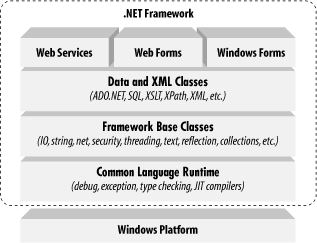 .NET Framework
Web Services
Web Forms
Windows Forms
Data and XML Classes
(ADO.NET, SQL, XSLT, XPath, XML, etc.)
Framework Base Classes
(IO, string, net, security, threading, text, reflection, collections, etc.)
Common Language Runtime
(debug, exception, type checking, JIT compilers)
Windows Platform